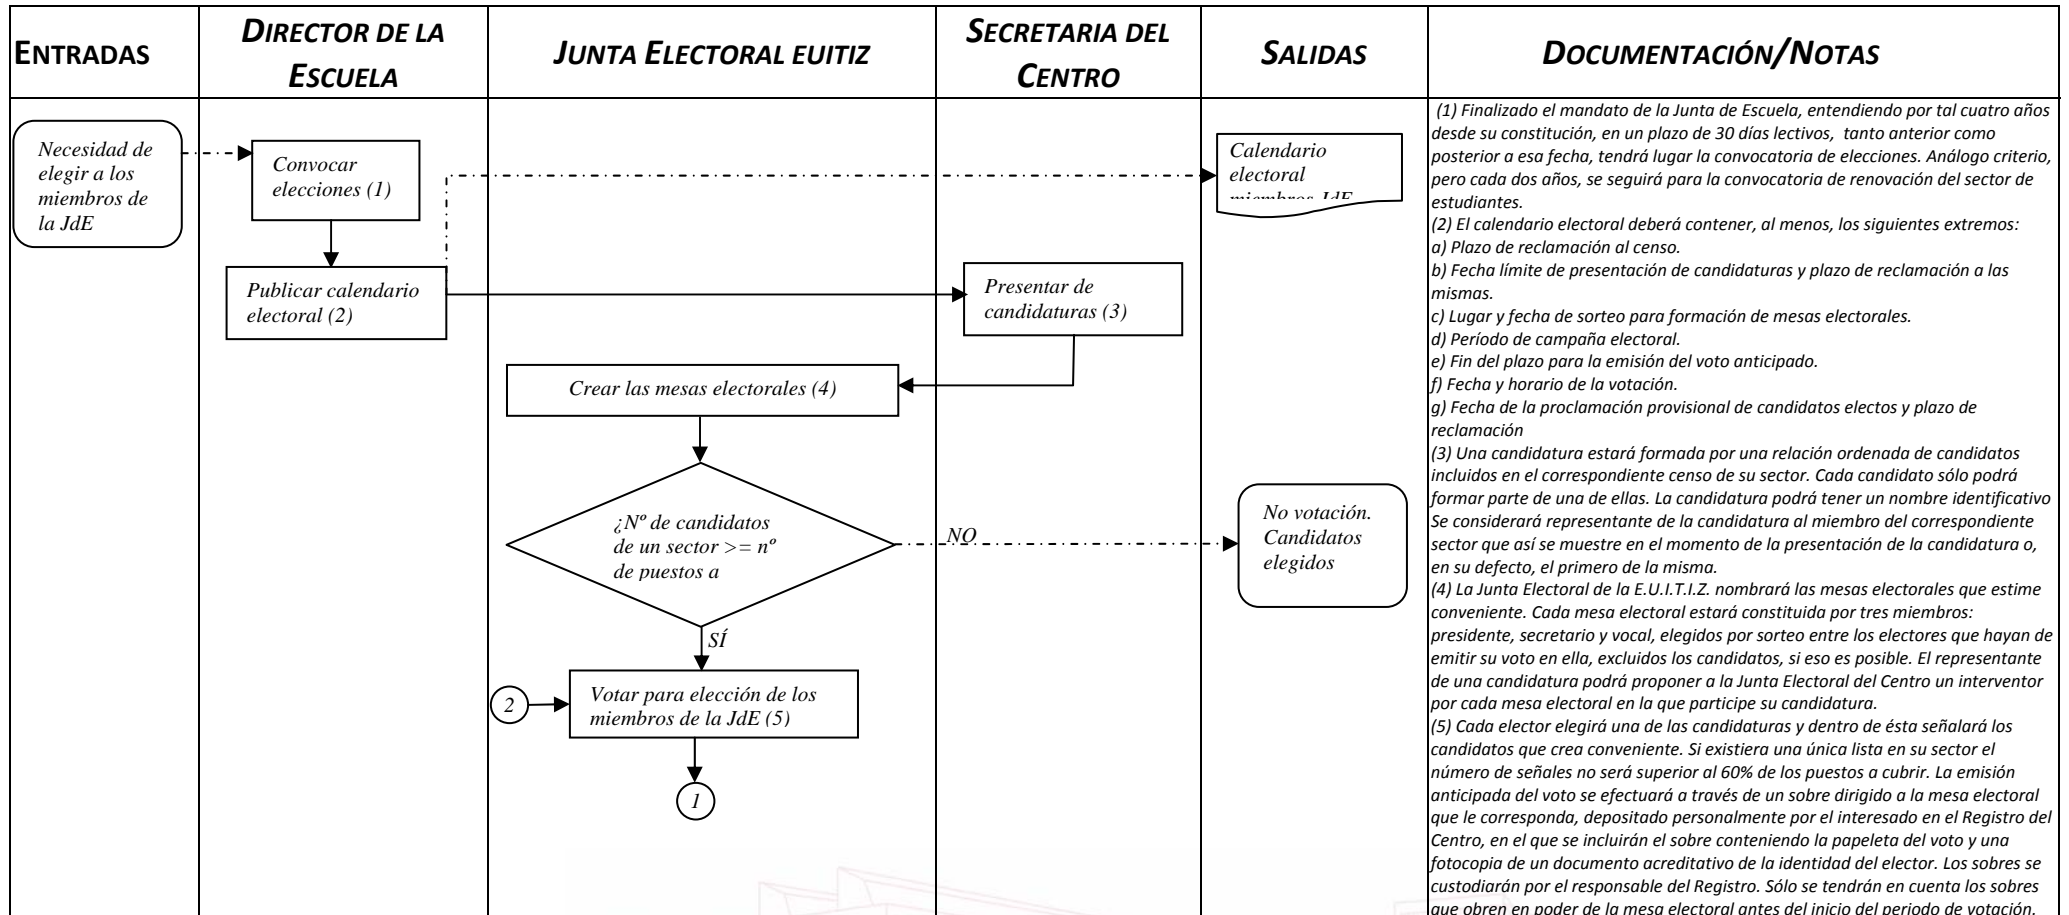 ENTRADAS
DIRECTOR DE LA
ESCUELA
JUNTA ELECTORAL EUITIZ
SECRETARIA DEL
CENTRO
SALIDAS
DOCUMENTACIÓN/NOTAS
Necesidad de
elegir a los
miembros de
la JdE
Convocar
elecciones (1)
Calendario
electoral
miembros JdE
Publicar calendario
electoral (2)
Presentar de
candidaturas (3)
Crear las mesas electorales (4)
¿Nº de candidatos
de un sector >= nº
de puestos a
NO
No votación.
Candidatos
elegidos
SÍ
2
Votar para elección de los
miembros de la JdE (5)
1
(1) Finalizado el mandato de la Junta de Escuela, entendiendo por tal cuatro años
desde su constitución, en un plazo de 30 días lectivos, tanto anterior como
posterior a esa fecha, tendrá lugar la convocatoria de elecciones. Análogo criterio,
pero cada dos años, se seguirá para la convocatoria de renovación del sector de
estudiantes.
(2) El calendario electoral deberá contener, al menos, los siguientes extremos:
a) Plazo de reclamación al censo.
b) Fecha límite de presentación de candidaturas y plazo de reclamación a las
mismas.
c) Lugar y fecha de sorteo para formación de mesas electorales.
d) Período de campaña electoral.
e) Fin del plazo para la emisión del voto anticipado.
f) Fecha y horario de la votación.
g) Fecha de la proclamación provisional de candidatos electos y plazo de
reclamación
(3) Una candidatura estará formada por una relación ordenada de candidatos
incluidos en el correspondiente censo de su sector. Cada candidato sólo podrá
formar parte de una de ellas. La candidatura podrá tener un nombre identificativo
Se considerará representante de la candidatura al miembro del correspondiente
sector que así se muestre en el momento de la presentación de la candidatura o,
en su defecto, el primero de la misma.
(4) La Junta Electoral de la E.U.I.T.I.Z. nombrará las mesas electorales que estime
conveniente. Cada mesa electoral estará constituida por tres miembros:
presidente, secretario y vocal, elegidos por sorteo entre los electores que hayan de
emitir su voto en ella, excluidos los candidatos, si eso es posible. El representante
de una candidatura podrá proponer a la Junta Electoral del Centro un interventor
por cada mesa electoral en la que participe su candidatura.
(5) Cada elector elegirá una de las candidaturas y dentro de ésta señalará los
candidatos que crea conveniente. Si existiera una única lista en su sector el
número de señales no será superior al 60% de los puestos a cubrir. La emisión
anticipada del voto se efectuará a través de un sobre dirigido a la mesa electoral
que le corresponda, depositado personalmente por el interesado en el Registro del
Centro, en el que se incluirán el sobre conteniendo la papeleta del voto y una
fotocopia de un documento acreditativo de la identidad del elector. Los sobres se
custodiarán por el responsable del Registro. Sólo se tendrán en cuenta los sobres
que obren en poder de la mesa electoral antes del inicio del periodo de votación.